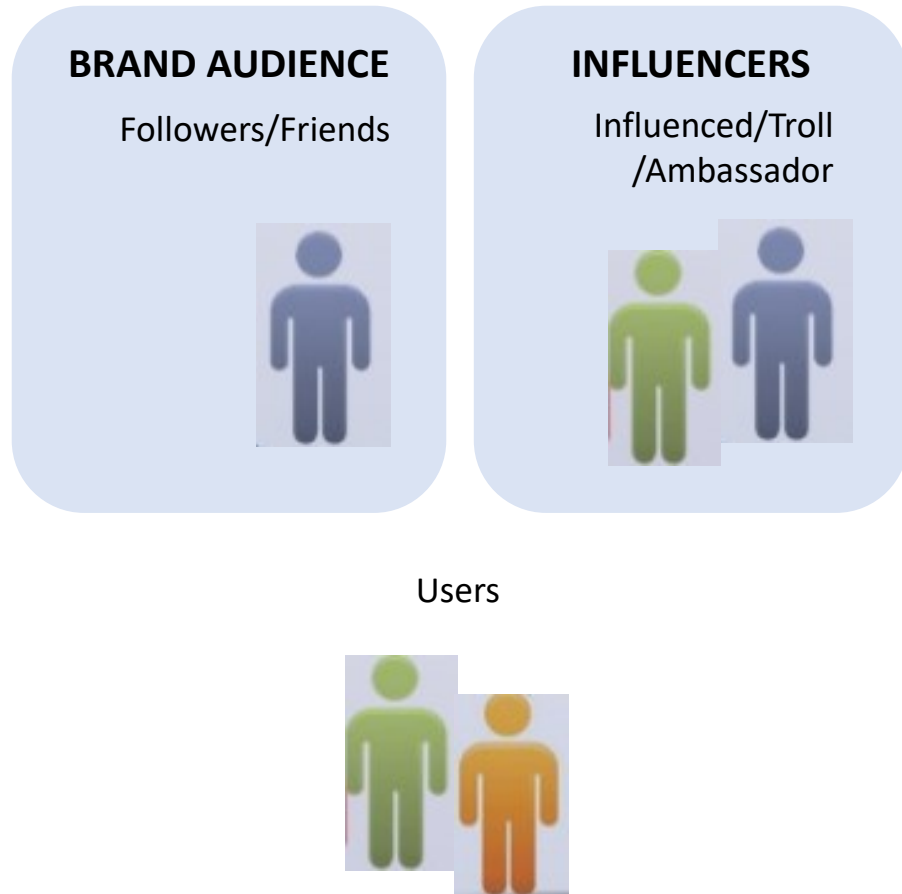 BRAND AUDIENCE
Followers/Friends
INFLUENCERS
Influenced/Troll
/Ambassador
Users